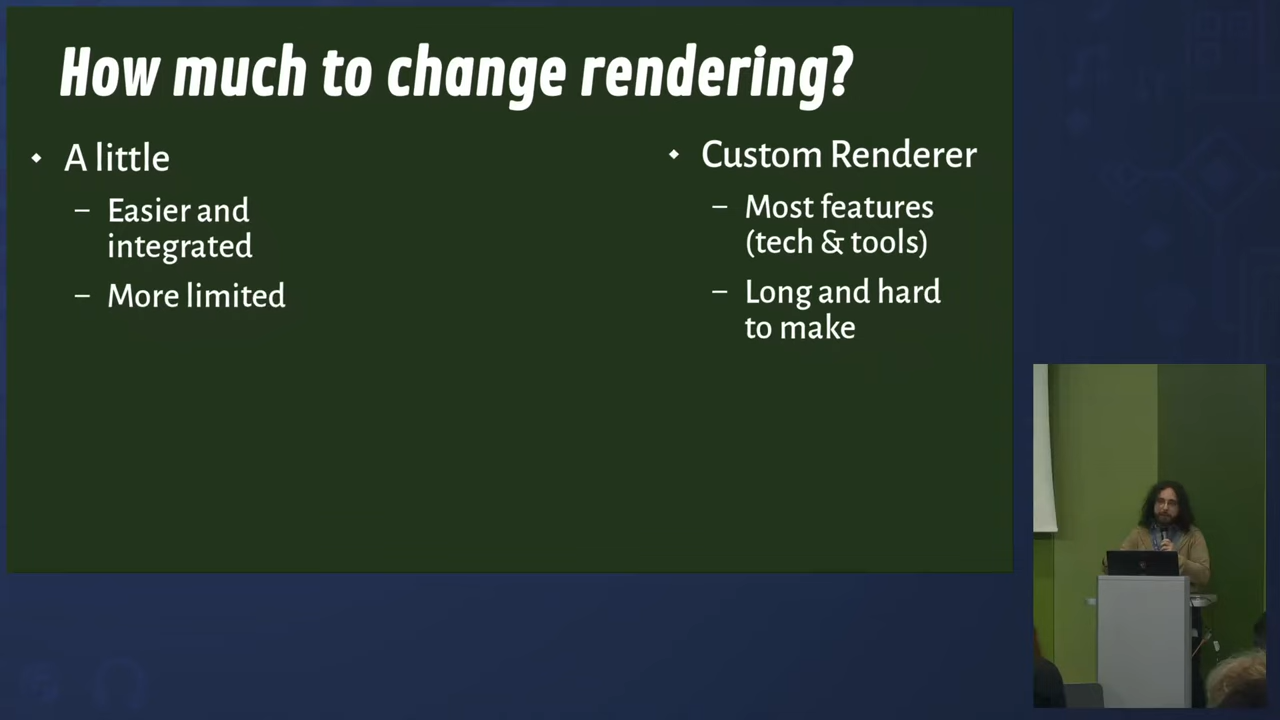 How much to change rendering?
◆ A little
– Easier and
integrated
– More limited
◆ Custom Renderer
– Most features
(tech & tools)
– Long and hard
to make